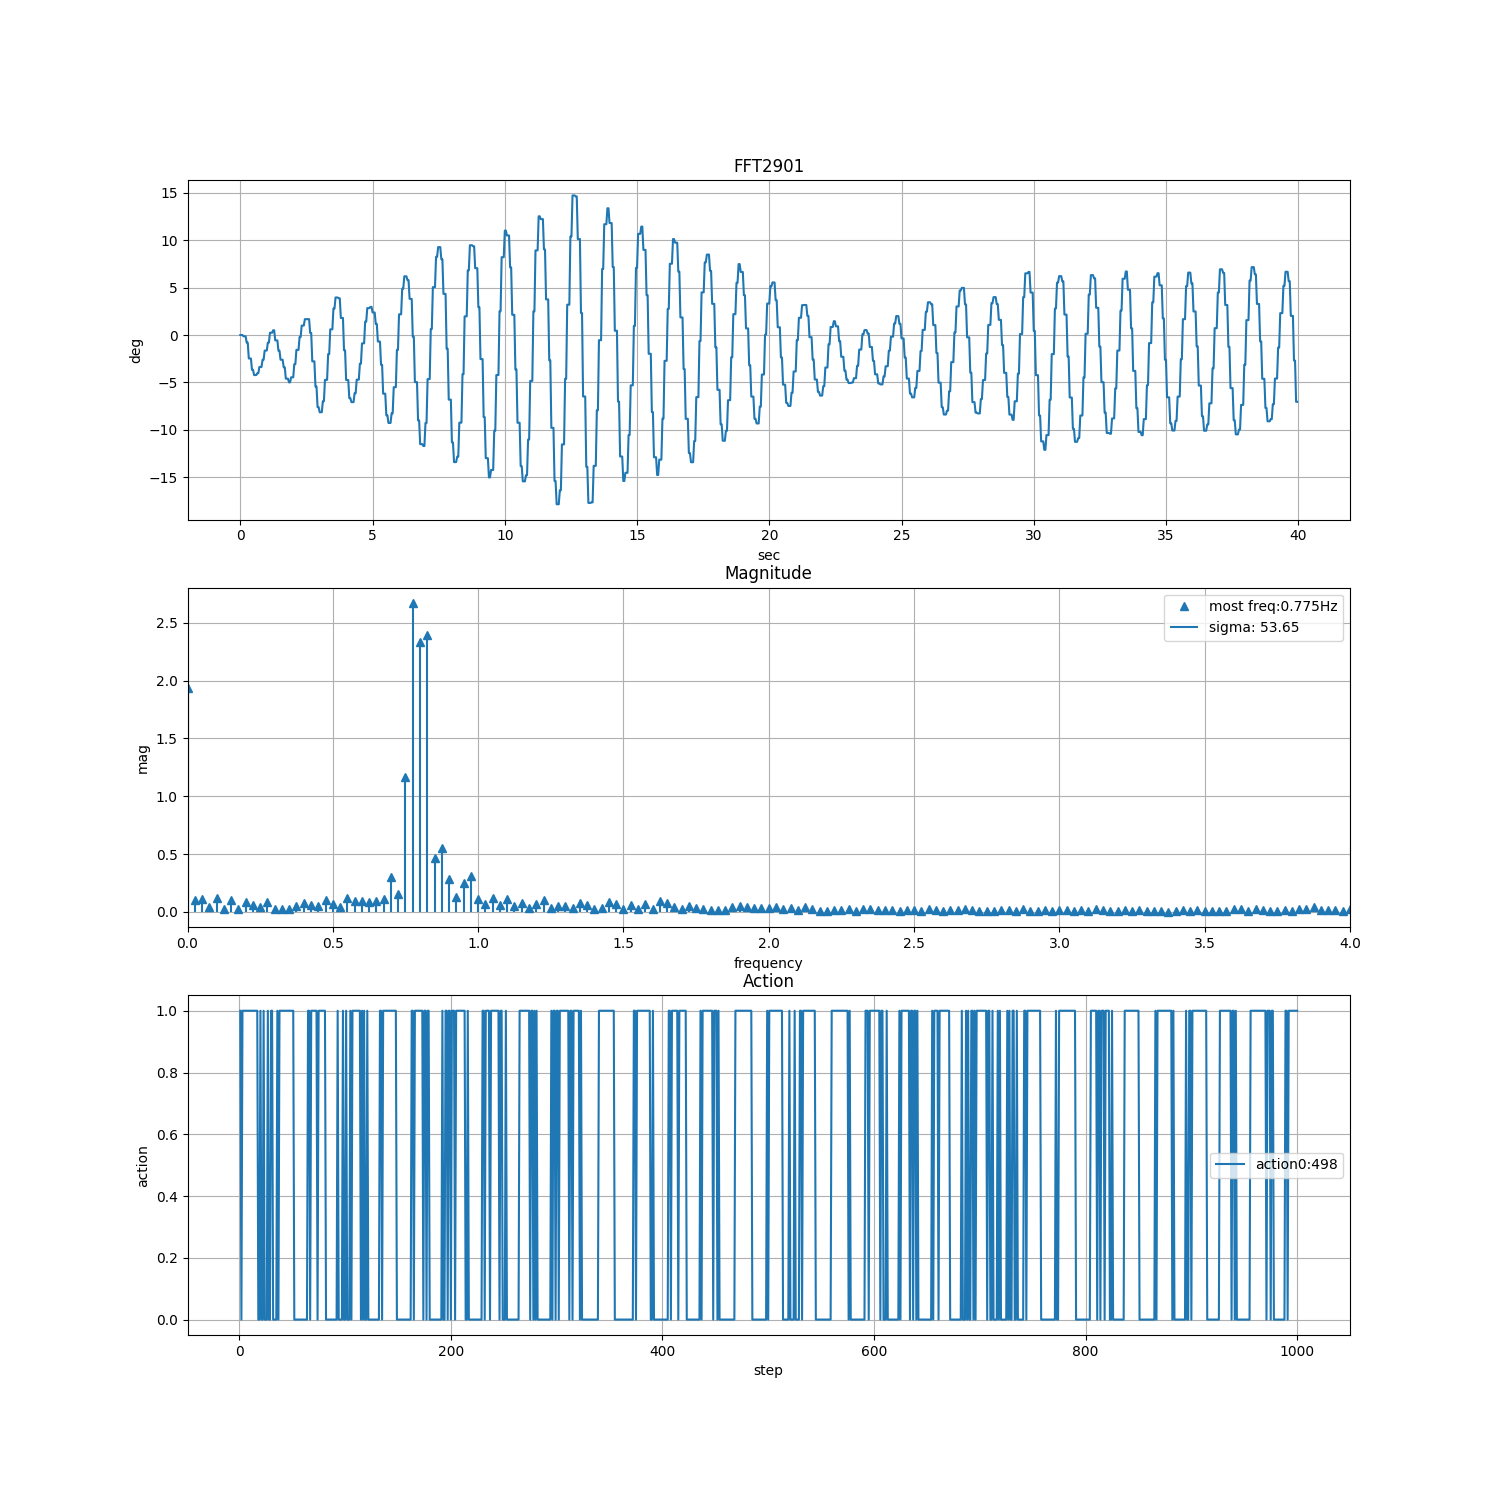 FFT2901
15
10
5
0
−5
−10
−15
deg
0 5 10 15 20 25 30 35 40
sec
Magnitude
most freq:0.775Hz
sigma: 53.65
2.5
2.0
1.5
1.0
0.5
0.0
mag
0.0 0.5 1.0 1.5 2.0 2.5 3.0 3.5 4.0
frequency
Action
1.0
0.8
0.6
0.4
0.2
0.0
action
action0:498
0 200 400 600 800 1000
step